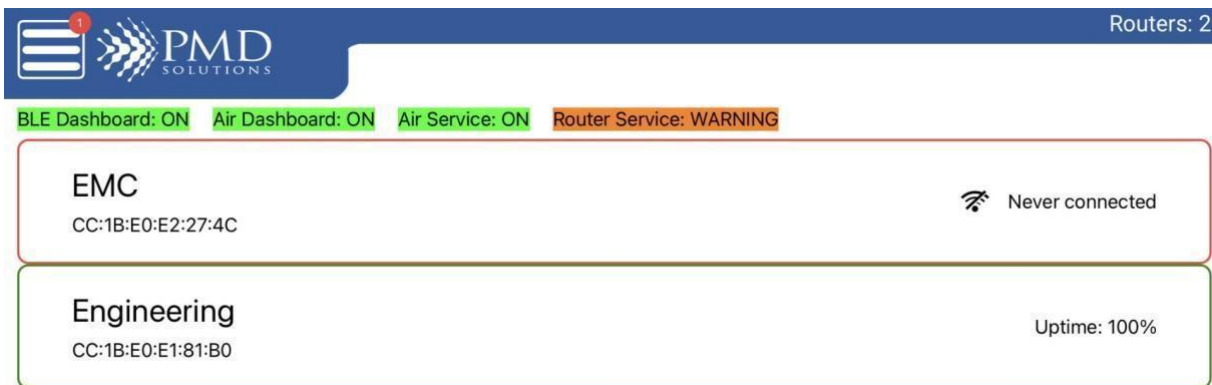 1
PMD
SOLUTIONS
Routers: 2
BLE Dashboard: ON Air Dashboard: ON Air Service: ON Router Service: WARNING
EMC
CC:1B:E0:E2:27:4C
Never connected
Engineering
CC:1B:E0:E1:81:B0
Uptime: 100%